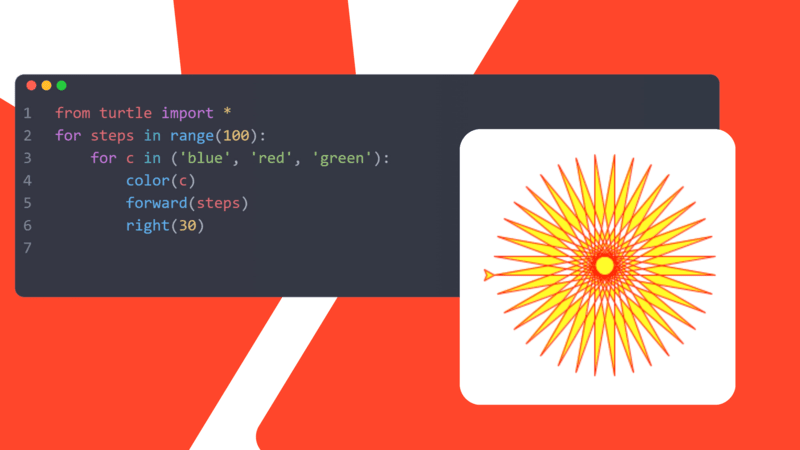 1 from turtle import *
2 for steps in range(100):
3     for c in ('blue', 'red', 'green'):
4         color(c)
5         forward(steps)
6         right(30)
7